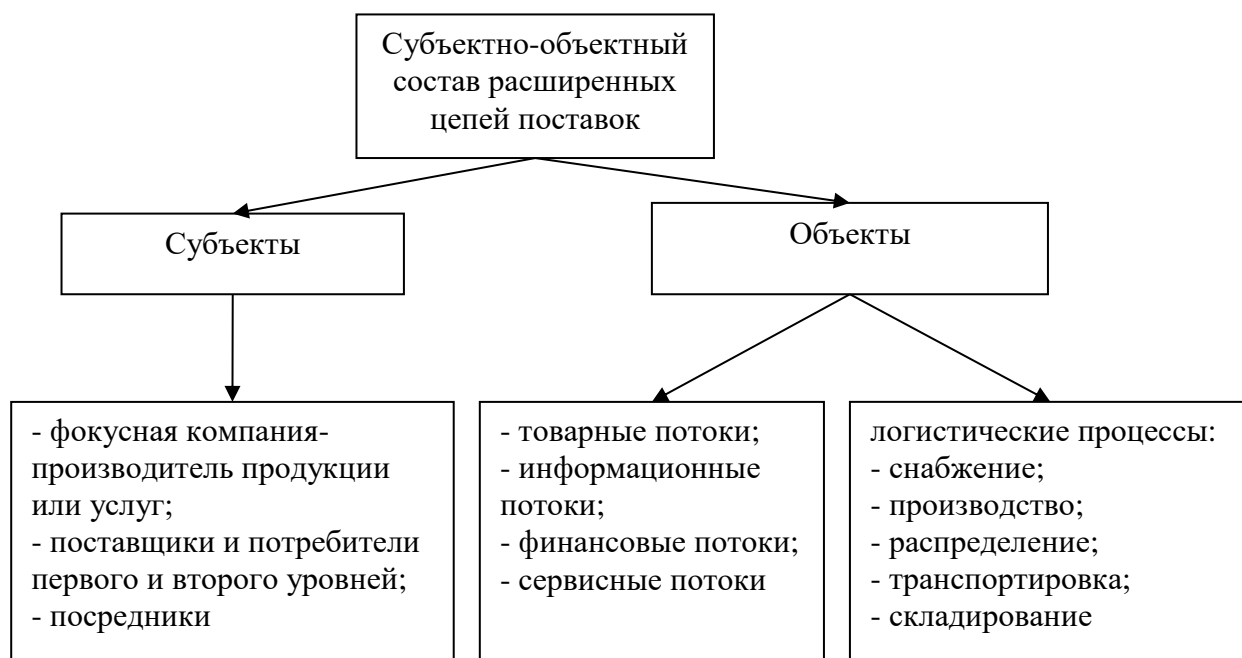 Субъектно-объектный
состав расширенных
цепей поставок
Субъекты
Объекты
- фокусная компания-
производитель продукции
или услуг;
- поставщики и потребители
первого и второго уровней;
- посредники
- товарные потоки;
- информационные
потоки;
- финансовые потоки;
- сервисные потоки
логистические процессы:
- снабжение;
- производство;
- распределение;
- транспортировка;
- складирование